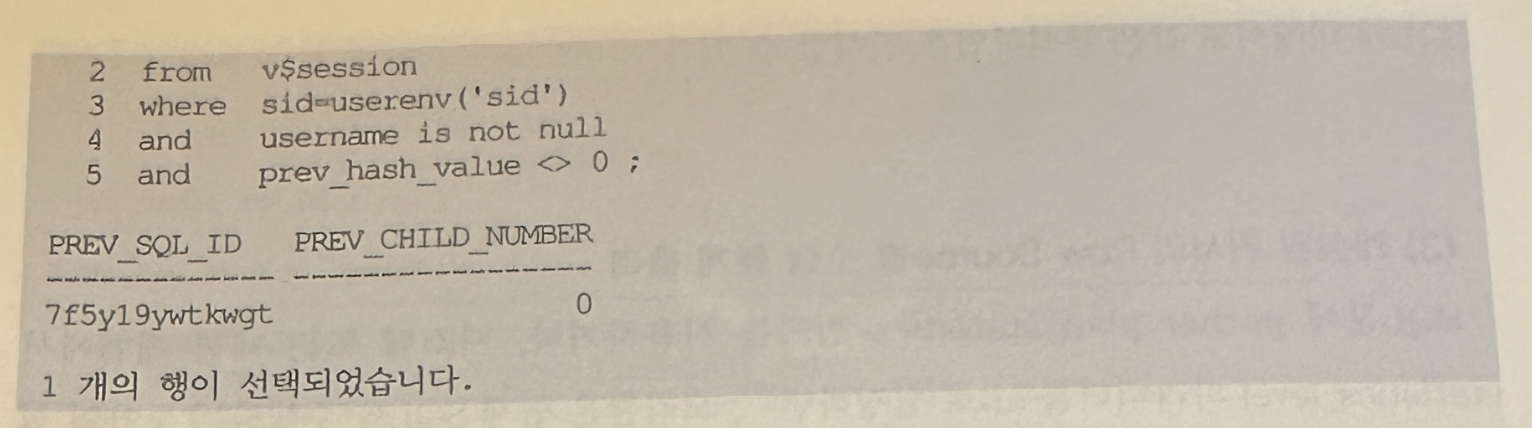 2 from v$session
3 where sid=userenv('sid')
4 and username is not null
5 and prev_hash_value <> 0 ;
PREV_SQL_ID PREV_CHILD_NUMBER
------------- -----------------
7f5y19ywtkwgt 0
1 개의 행이 선택되었습니다.